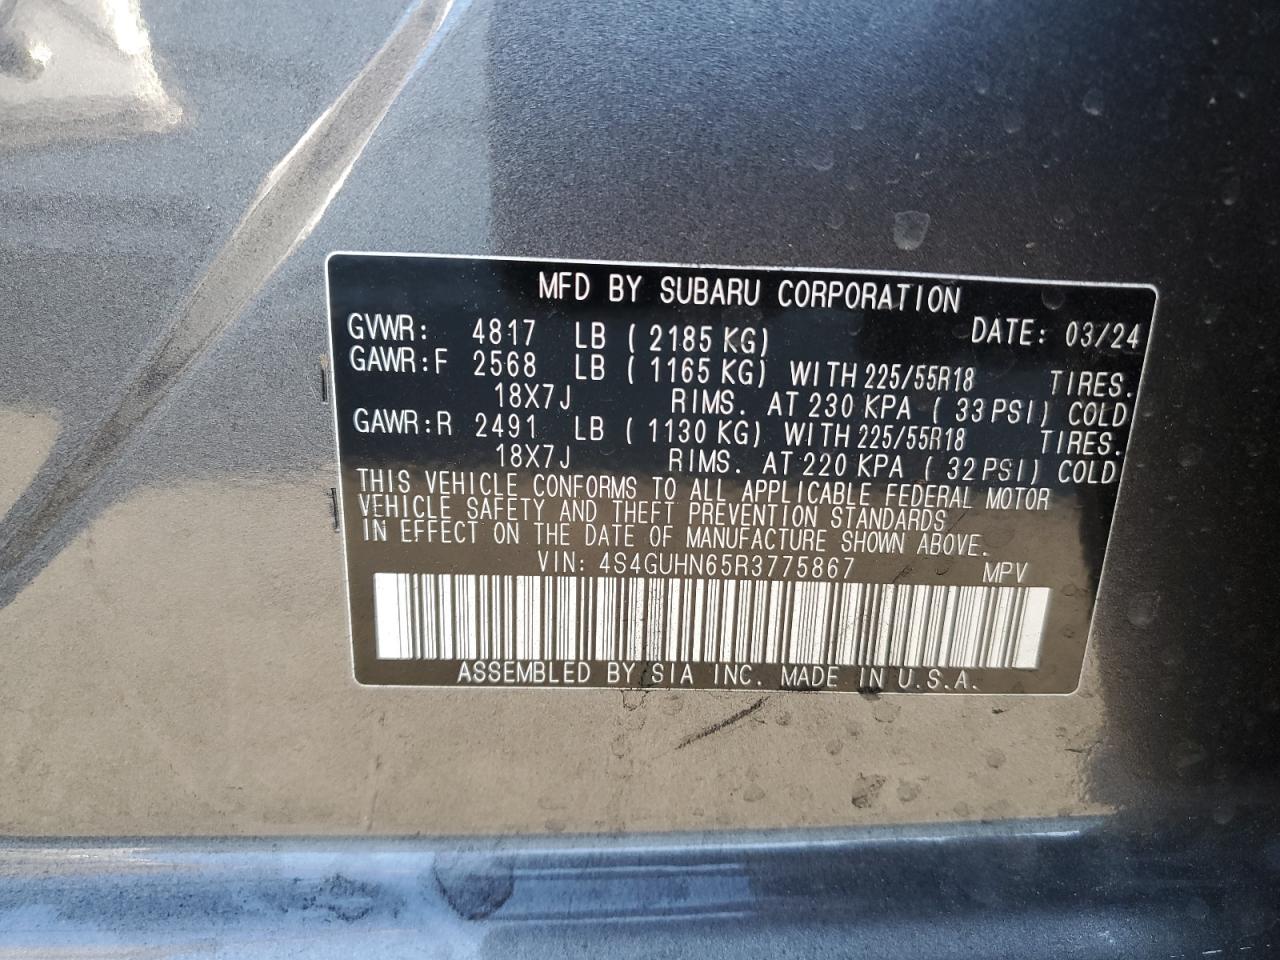 MFD BY SUBARU CORPORATION
GVWR: 4817 LB ( 2185 KG) DATE: 03/24
GAWR:F 2568 LB ( 1165 KG) WITH 225/55R18 TIRES.
18X7J RIMS. AT 230 KPA ( 33 PSI) COLD
GAWR:R 2491 LB ( 1130 KG) WITH 225/55R18 TIRES.
18X7J RIMS. AT 220 KPA ( 32 PSI) COLD
THIS VEHICLE CONFORMS TO ALL APPLICABLE FEDERAL MOTOR
VEHICLE SAFETY AND THEFT PREVENTION STANDARDS
IN EFFECT ON THE DATE OF MANUFACTURE SHOWN ABOVE.
VIN: 4S4GUHN65R3775867 MPV
ASSEMBLED BY SIA INC. MADE IN U.S.A.